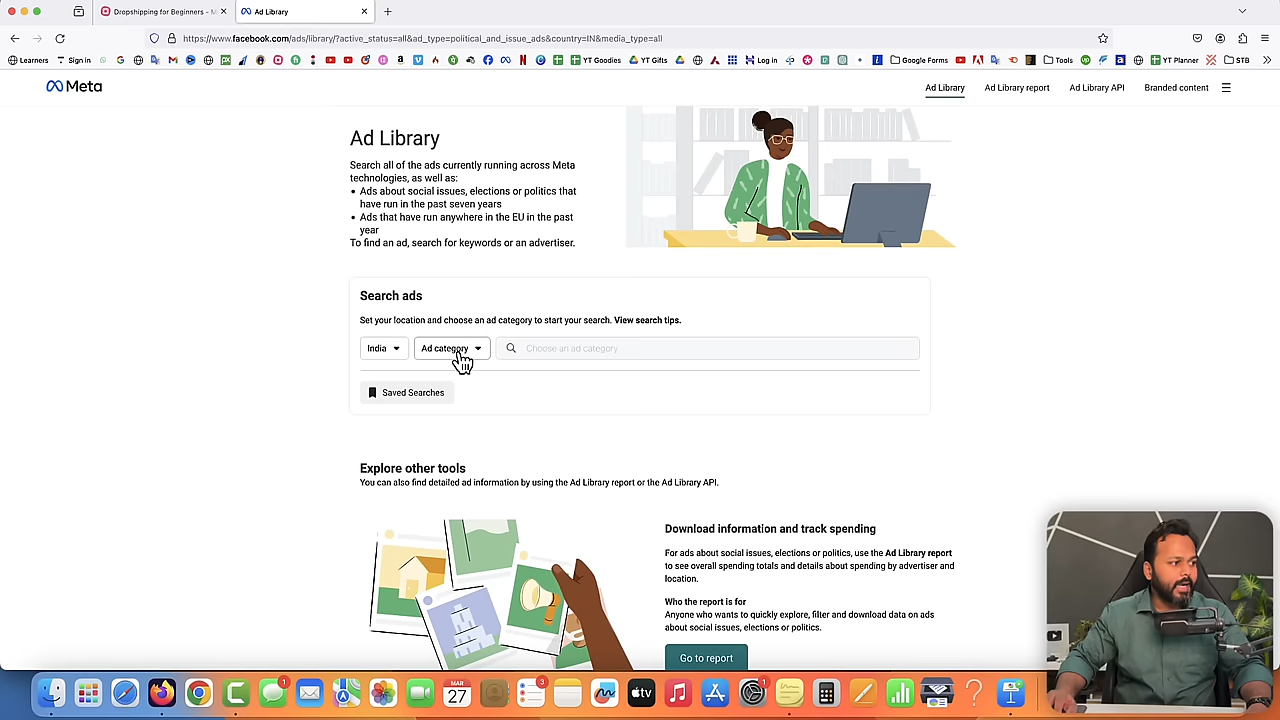 Dropshipping for Beginners - M
Ad Library
https://www.facebook.com/ads/library/?active_status=all&ad_type=political_and_issue_ads&country=IN&media_type=all
Learners
Sign in
YT Goodies
YT Gifts
Log in
Google Forms
Tools
YT Planner
STB
Meta
Ad Library
Ad Library report
Ad Library API
Branded content
Ad Library
Search all of the ads currently running across Meta
technologies, as well as:
• Ads about social issues, elections or politics that
have run in the past seven years
• Ads that have run anywhere in the EU in the past
year
To find an ad, search for keywords or an advertiser.
Search ads
Set your location and choose an ad category to start your search. View search tips.
India
Ad category
Choose an ad category
Saved Searches
Explore other tools
You can also find detailed ad information by using the Ad Library report or the Ad Library API.
Download information and track spending
For ads about social issues, elections or politics, use the Ad Library report
to see overall spending totals and details about spending by advertiser and
location.
Who the report is for
Anyone who wants to quickly explore, filter and download data on ads
about social issues, elections or politics.
Go to report
1
MAR
27
3
tv
1